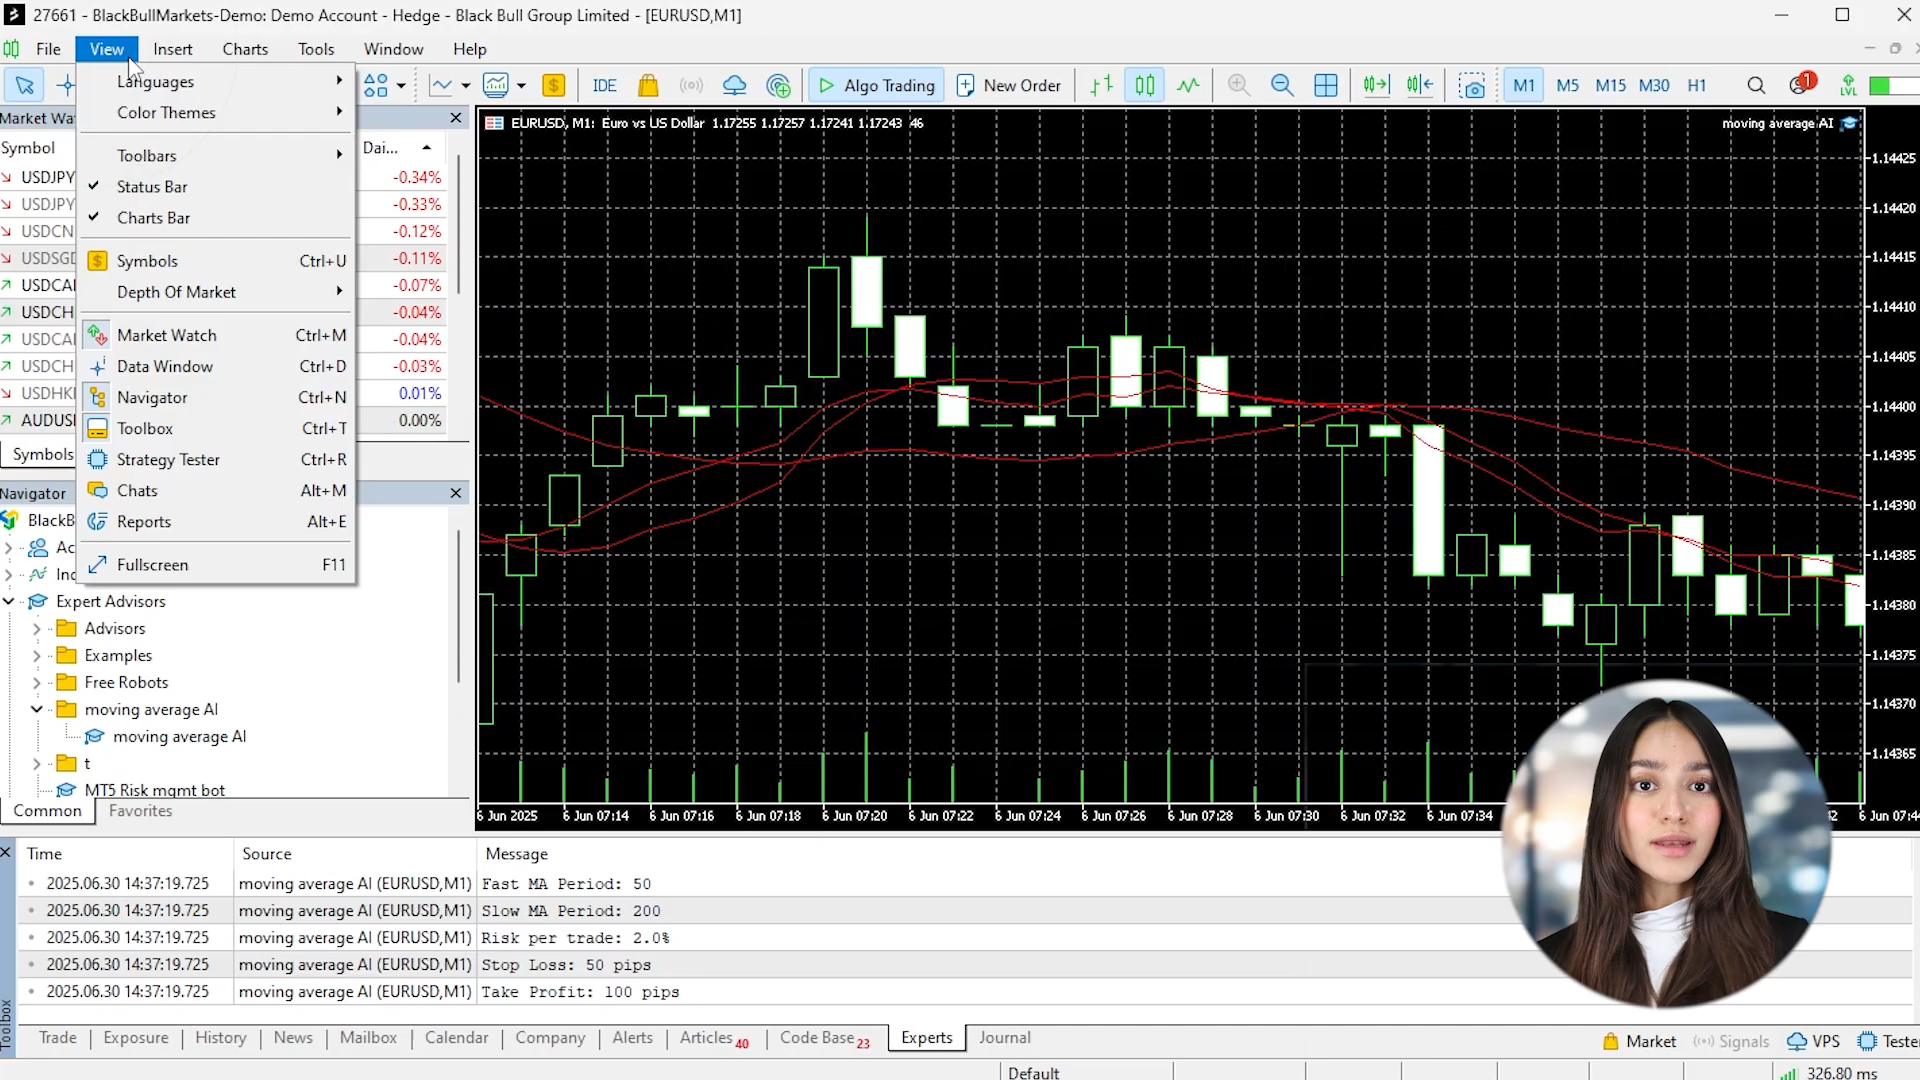 27661 - BlackBullMarkets-Demo: Demo Account - Hedge - Black Bull Group Limited - [EURUSD,M1]
File View Insert Charts Tools Window Help
IDE Algo Trading New Order M1 M5 M15 M30 H1 1 LVL
Languages
Color Themes
Toolbars
Status Bar
Charts Bar
Symbols Ctrl+U
Depth Of Market
Market Watch Ctrl+M
Data Window Ctrl+D
Navigator Ctrl+N
Toolbox Ctrl+T
Strategy Tester Ctrl+R
Chats Alt+M
Reports Alt+E
Fullscreen F11
Market Wa
Symbol Dai...
USDJPY -0.34%
USDJPY -0.33%
USDCN -0.12%
USDSGD -0.11%
USDCA -0.07%
USDCH -0.04%
USDCA -0.04%
USDCH -0.03%
USDHK 0.01%
AUDUS 0.00%
Symbols
Navigator
BlackB
Ac
Ind
Expert Advisors
Advisors
Examples
Free Robots
moving average AI
moving average AI
t
MT5 Risk mgmt bot
Common Favorites
EURUSD, M1: Euro vs US Dollar 1.17255 1.17257 1.17241 1.17243 46
moving average AI
1.14425
1.14420
1.14415
1.14410
1.14405
1.14400
1.14395
1.14390
1.14385
1.14380
1.14375
1.14370
1.14365
6 Jun 2025 6 Jun 07:14 6 Jun 07:16 6 Jun 07:18 6 Jun 07:20 6 Jun 07:22 6 Jun 07:24 6 Jun 07:26 6 Jun 07:28 6 Jun 07:30 6 Jun 07:32 6 Jun 07:34 6 Jun 07:44
Time Source Message
2025.06.30 14:37:19.725 moving average AI (EURUSD,M1) Fast MA Period: 50
2025.06.30 14:37:19.725 moving average AI (EURUSD,M1) Slow MA Period: 200
2025.06.30 14:37:19.725 moving average AI (EURUSD,M1) Risk per trade: 2.0%
2025.06.30 14:37:19.725 moving average AI (EURUSD,M1) Stop Loss: 50 pips
2025.06.30 14:37:19.725 moving average AI (EURUSD,M1) Take Profit: 100 pips
Toolbox
Trade Exposure History News Mailbox Calendar Company Alerts Articles 40 Code Base 23 Experts Journal
Market Signals VPS Teste
Default 326.80 ms